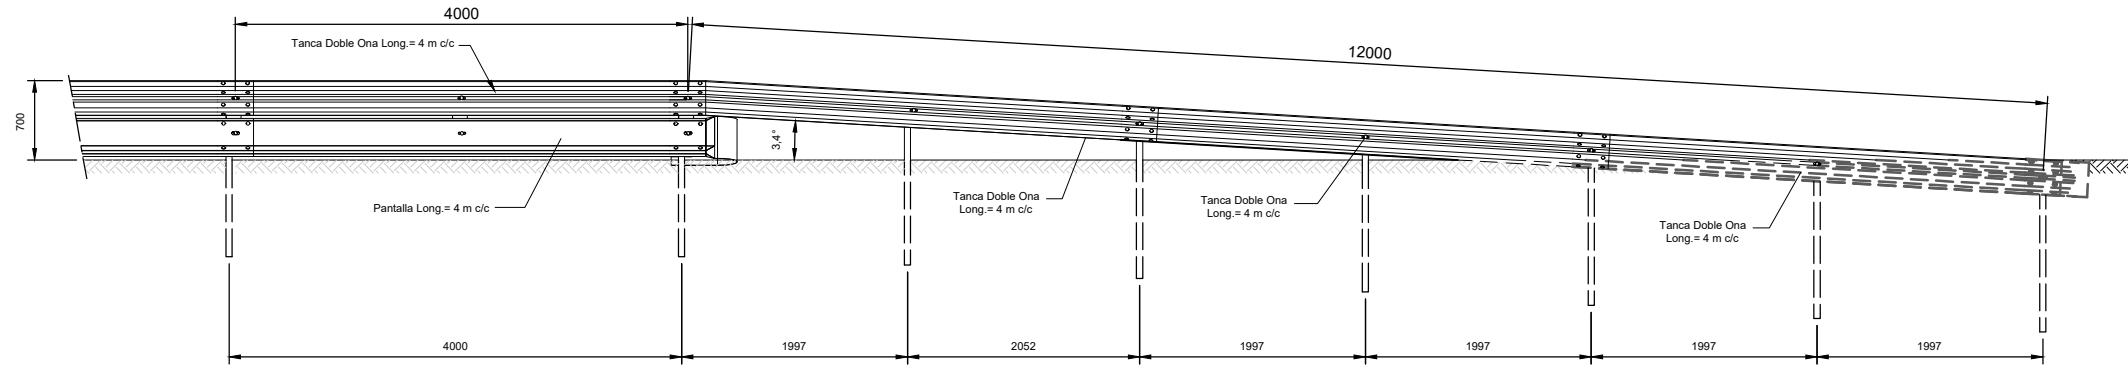 4000
Tanca Doble Ona Long.= 4 m c/c
12000
700
3,4°
Pantalla Long.= 4 m c/c
Tanca Doble Ona
Long.= 4 m c/c
Tanca Doble Ona
Long.= 4 m c/c
Tanca Doble Ona
Long.= 4 m c/c
4000
1997
2052
1997
1997
1997
1997